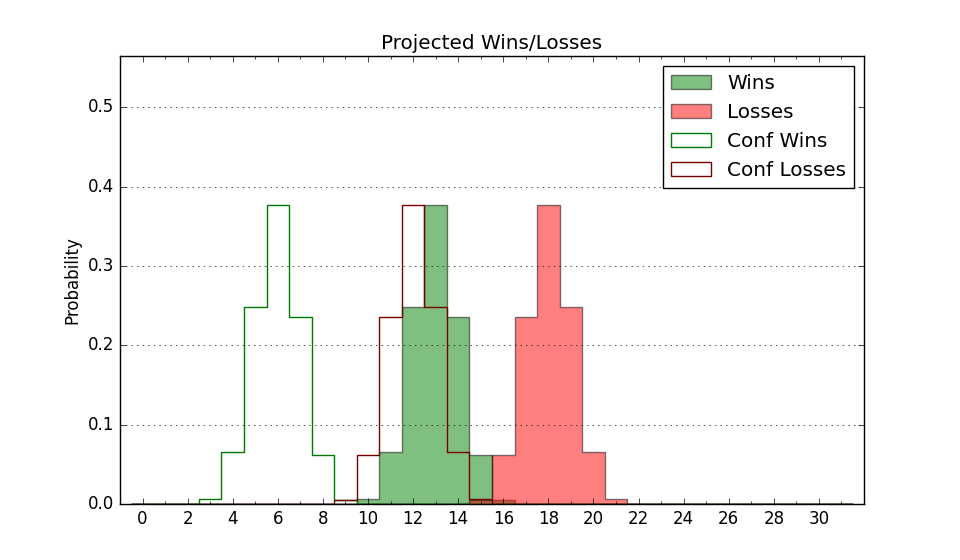 Projected Wins/Losses
Wins
Losses
Conf Wins
Conf Losses
Probability
0.5
0.4
0.3
0.2
0.1
0.0
0 2 4 6 8 10 12 14 16 18 20 22 24 26 28 30